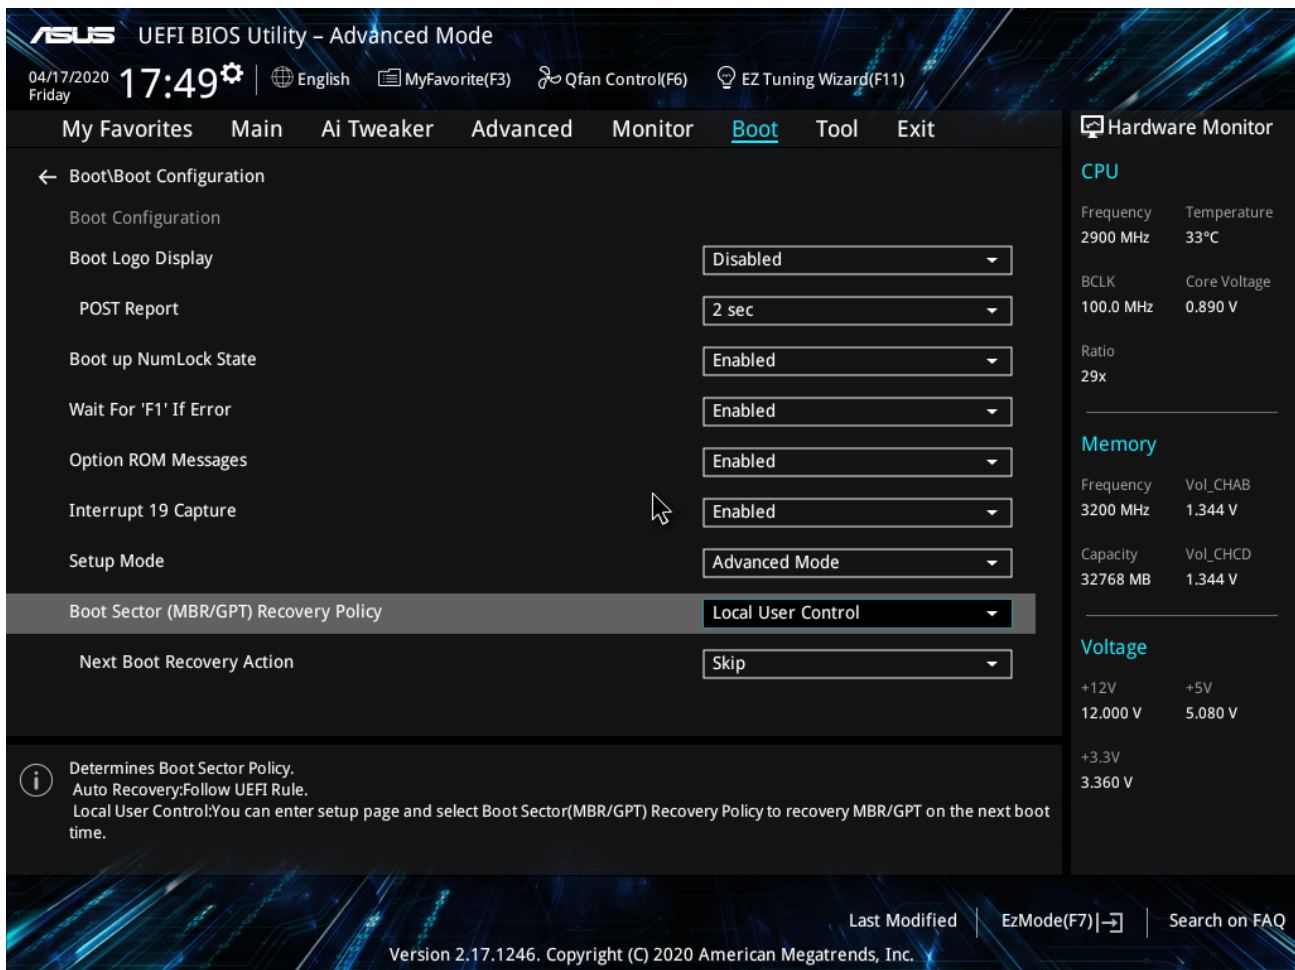 ASUS UEFI BIOS Utility – Advanced Mode
04/17/2020 Friday 17:49 English MyFavorite(F3) Qfan Control(F6) EZ Tuning Wizard(F11)
My Favorites Main Ai Tweaker Advanced Monitor Boot Tool Exit
Boot\Boot Configuration
Boot Configuration
Boot Logo Display Disabled
POST Report 2 sec
Boot up NumLock State Enabled
Wait For 'F1' If Error Enabled
Option ROM Messages Enabled
Interrupt 19 Capture Enabled
Setup Mode Advanced Mode
Boot Sector (MBR/GPT) Recovery Policy Local User Control
Next Boot Recovery Action Skip
Determines Boot Sector Policy.
Auto Recovery:Follow UEFI Rule.
Local User Control:You can enter setup page and select Boot Sector(MBR/GPT) Recovery Policy to recovery MBR/GPT on the next boot
time.
Hardware Monitor
CPU
Frequency Temperature
2900 MHz 33°C
BCLK Core Voltage
100.0 MHz 0.890 V
Ratio
29x
Memory
Frequency Vol_CHAB
3200 MHz 1.344 V
Capacity Vol_CHCD
32768 MB 1.344 V
Voltage
+12V +5V
12.000 V 5.080 V
+3.3V
3.360 V
Last Modified EzMode(F7) Search on FAQ
Version 2.17.1246. Copyright (C) 2020 American Megatrends, Inc.